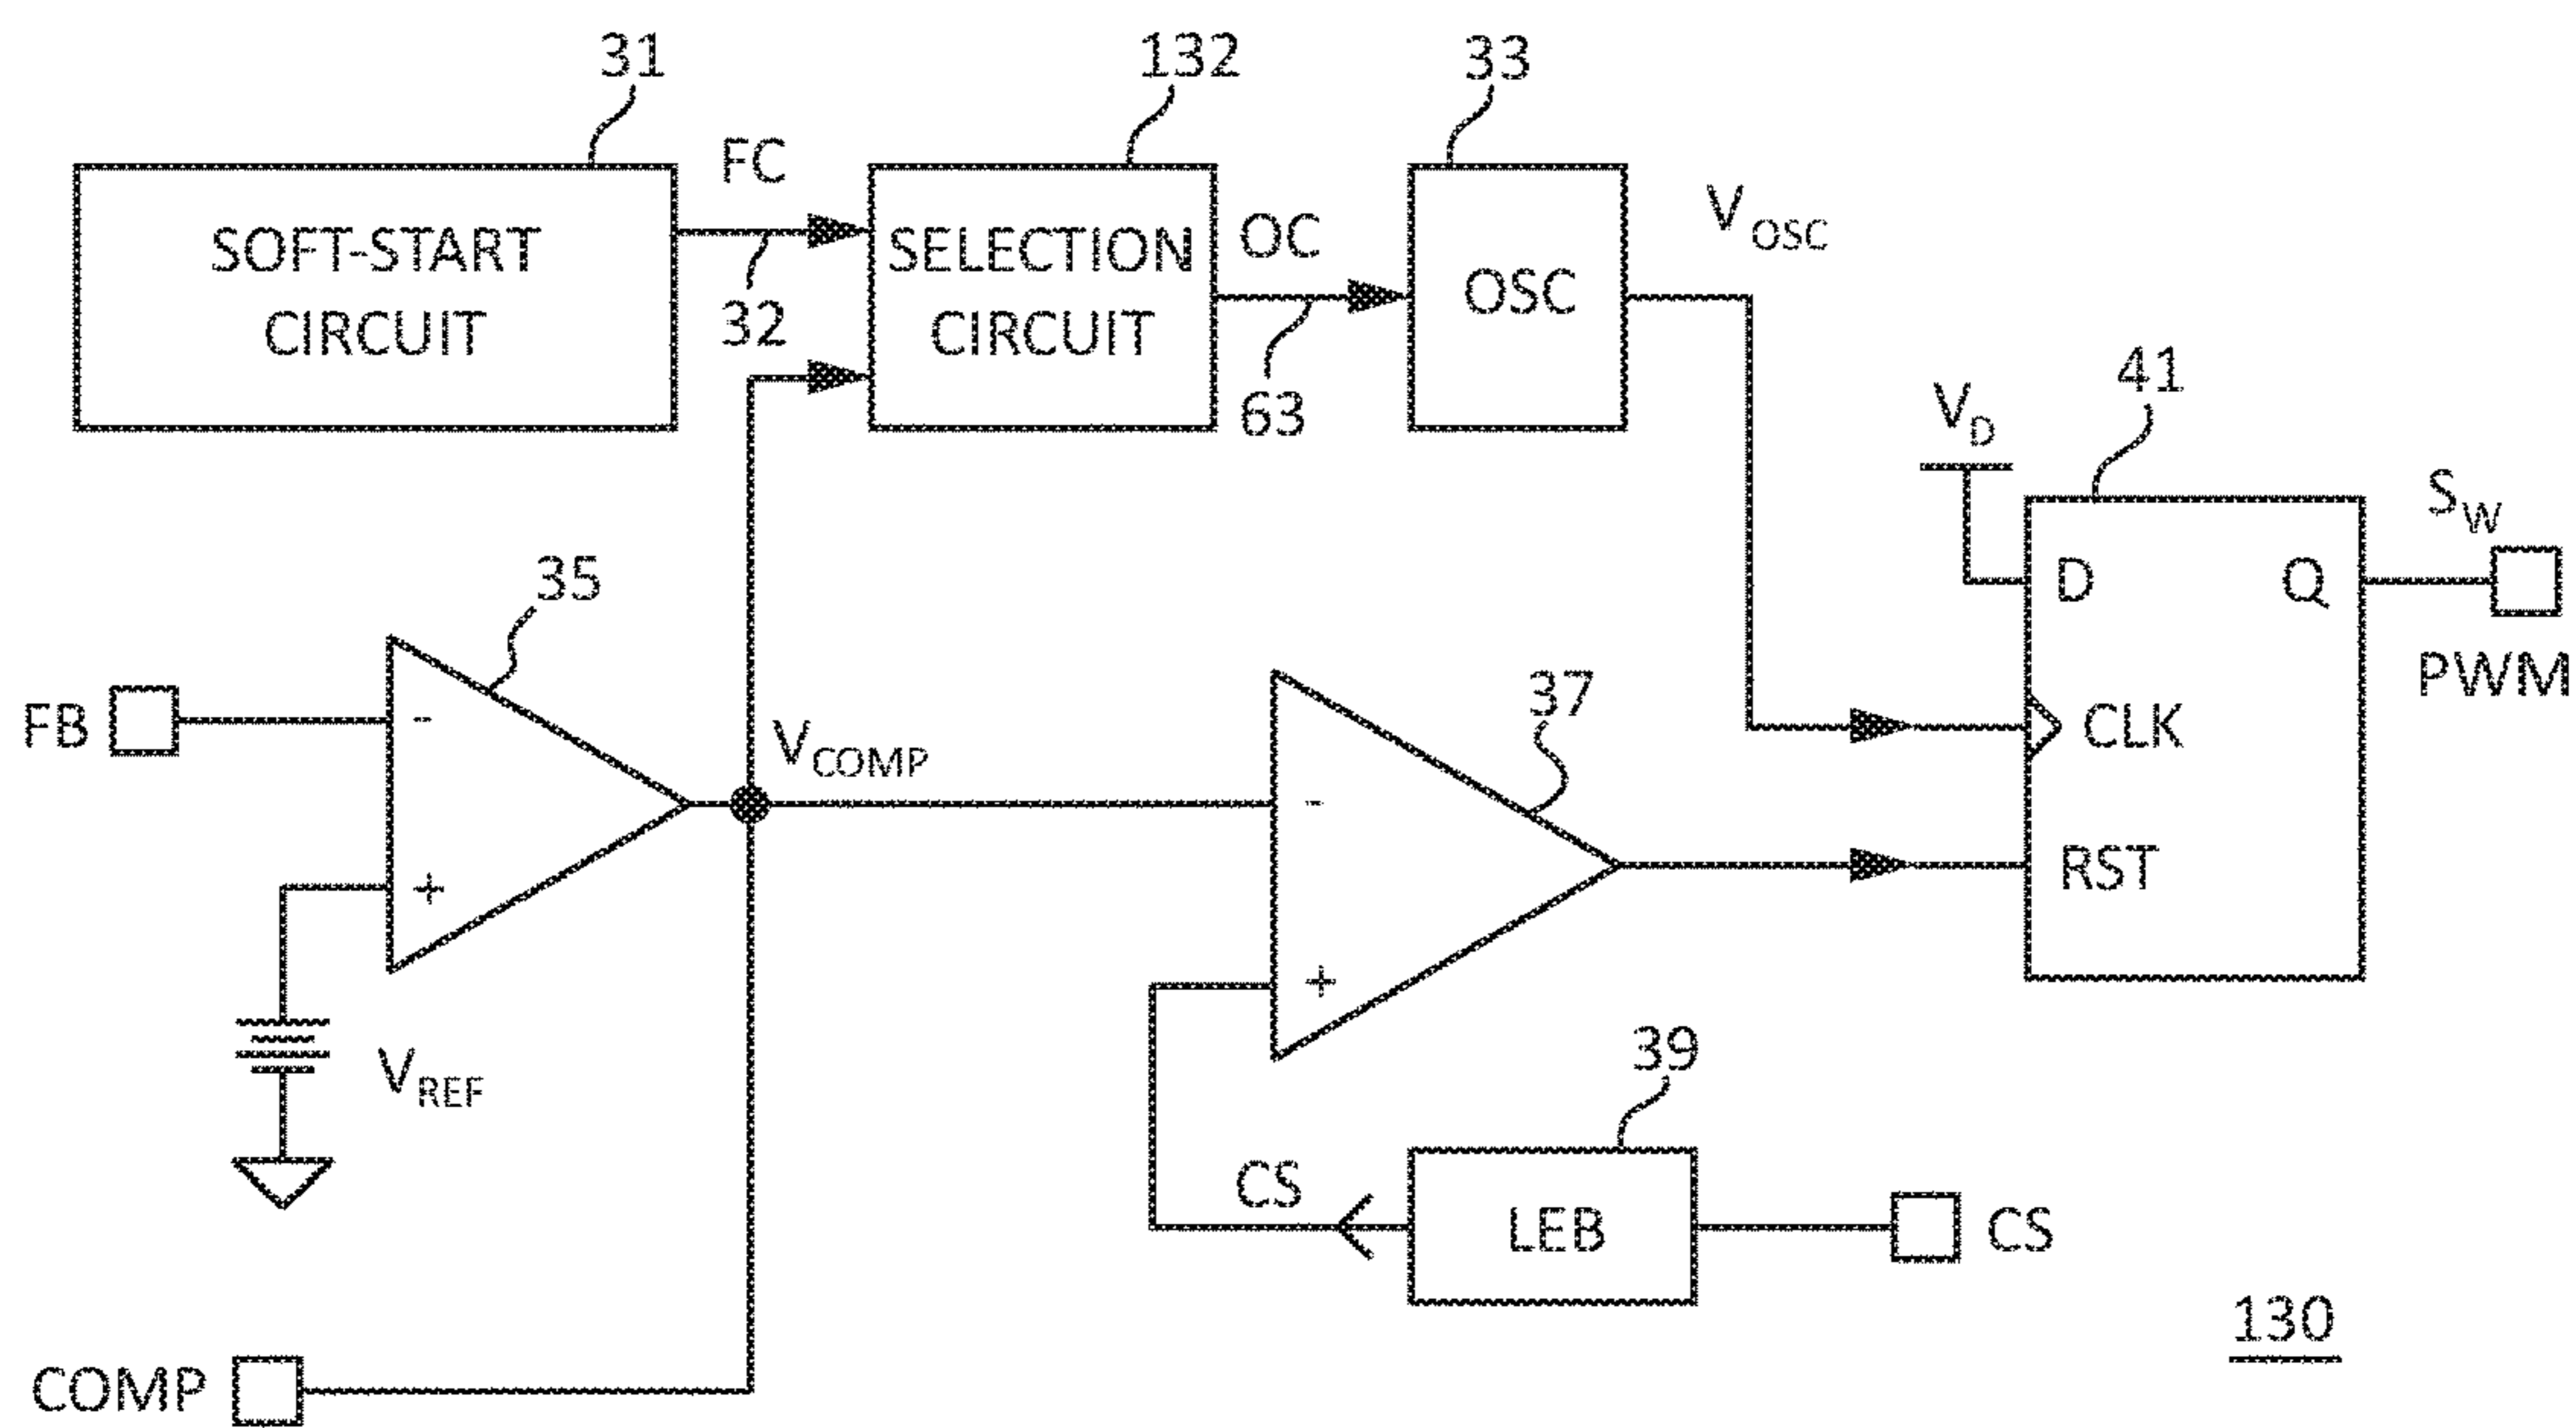 31
132
33
FC
SOFT-START
CIRCUIT
32
SELECTION
CIRCUIT
OC
63
OSC
VOSC
VD
41
D
Q
CLK
RST
SW
PWM
35
FB
-
+
VREF
VCOMP
37
-
+
39
CS
LEB
CS
COMP
130